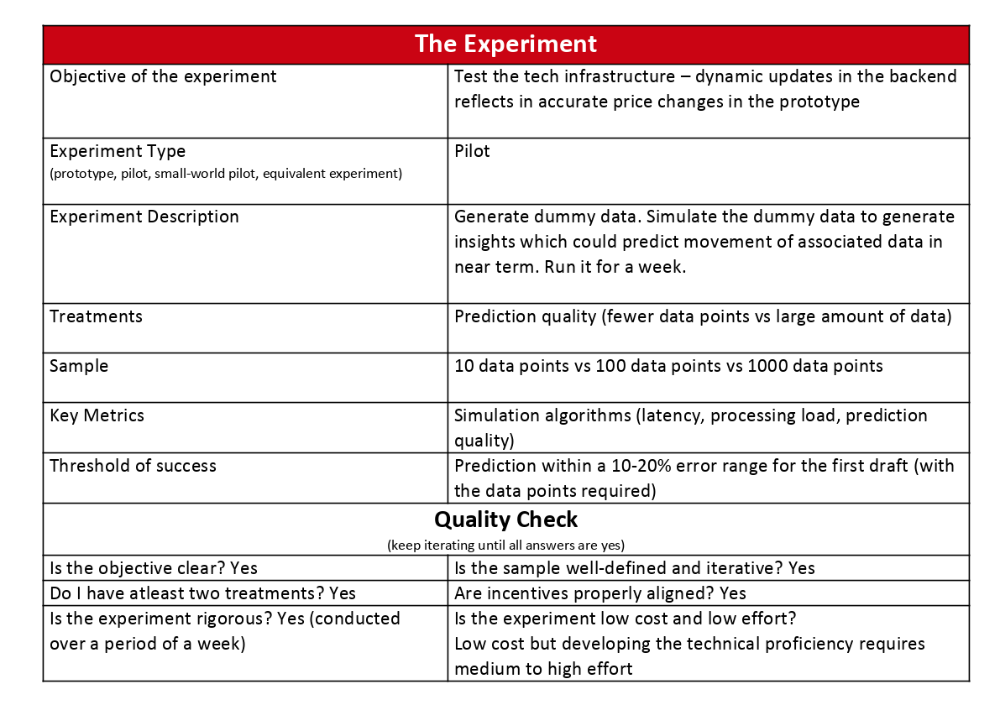 The Experiment
Objective of the experiment
Test the tech infrastructure – dynamic updates in the backend
reflects in accurate price changes in the prototype
Experiment Type
(prototype, pilot, small-world pilot, equivalent experiment)
Pilot
Experiment Description
Generate dummy data. Simulate the dummy data to generate
insights which could predict movement of associated data in
near term. Run it for a week.
Treatments
Prediction quality (fewer data points vs large amount of data)
Sample
10 data points vs 100 data points vs 1000 data points
Key Metrics
Simulation algorithms (latency, processing load, prediction
quality)
Threshold of success
Prediction within a 10-20% error range for the first draft (with
the data points required)
Quality Check
(keep iterating until all answers are yes)
Is the objective clear? Yes
Is the sample well-defined and iterative? Yes
Do I have atleast two treatments? Yes
Are incentives properly aligned? Yes
Is the experiment rigorous? Yes (conducted
over a period of a week)
Is the experiment low cost and low effort?
Low cost but developing the technical proficiency requires
medium to high effort